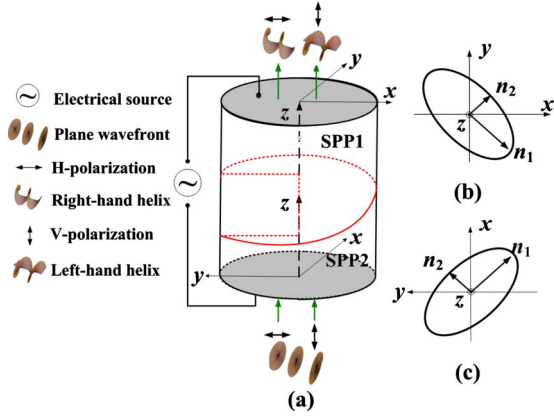 Electrical source
Plane wavefront
H-polarization
Right-hand helix
V-polarization
Left-hand helix
~
~
y
x
z
SPP1
z
x
y
SPP2
(a)
y
n2
x
z
n1
(b)
x
n2
n1
y
z
(c)